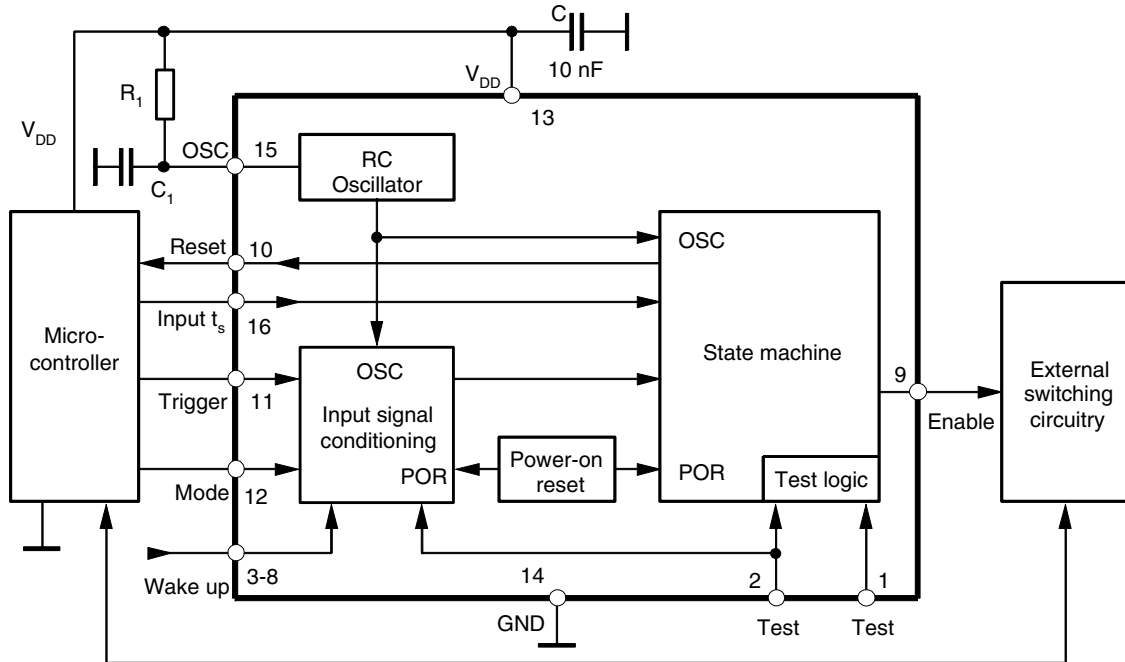 C
10 nF
V_DD
13
R_1
V_DD
OSC
15
C_1
RC
Oscillator
Reset
10
OSC
Input t_s
16
Micro-
controller
State machine
OSC
Trigger
11
Input signal
conditioning
9
Enable
External
switching
circuitry
POR
Power-on
reset
POR
Test logic
Mode
12
Wake up
3-8
14
2
1
GND
Test
Test